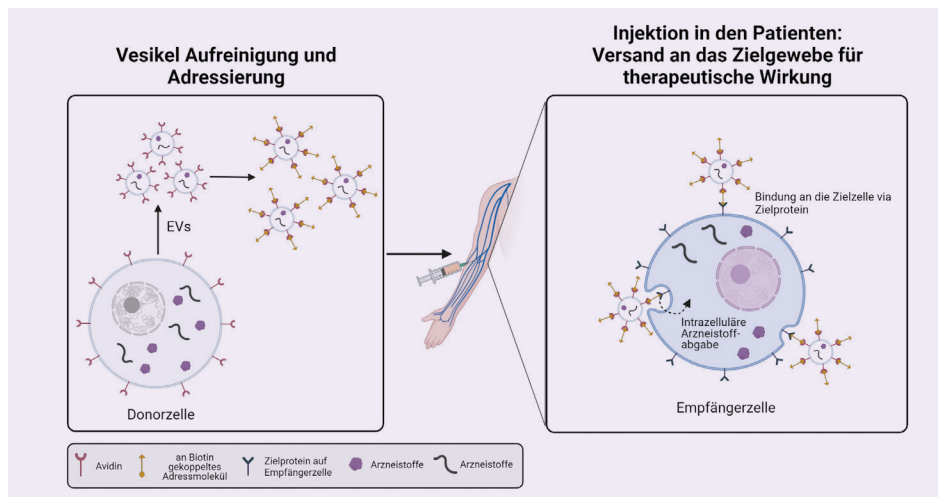 Vesikel Aufreinigung und
Adressierung
EVs
Donorzelle
Injektion in den Patienten:
Versand an das Zielgewebe für
therapeutische Wirkung
Bindung an die Zielzelle via
Zielprotein
Intrazelluläre
Arzneistoff-
abgabe
Empfängerzelle
Avidin
an Biotin
gekoppeltes
Adressmolekül
Zielprotein auf
Empfängerzelle
Arzneistoffe
Arzneistoffe